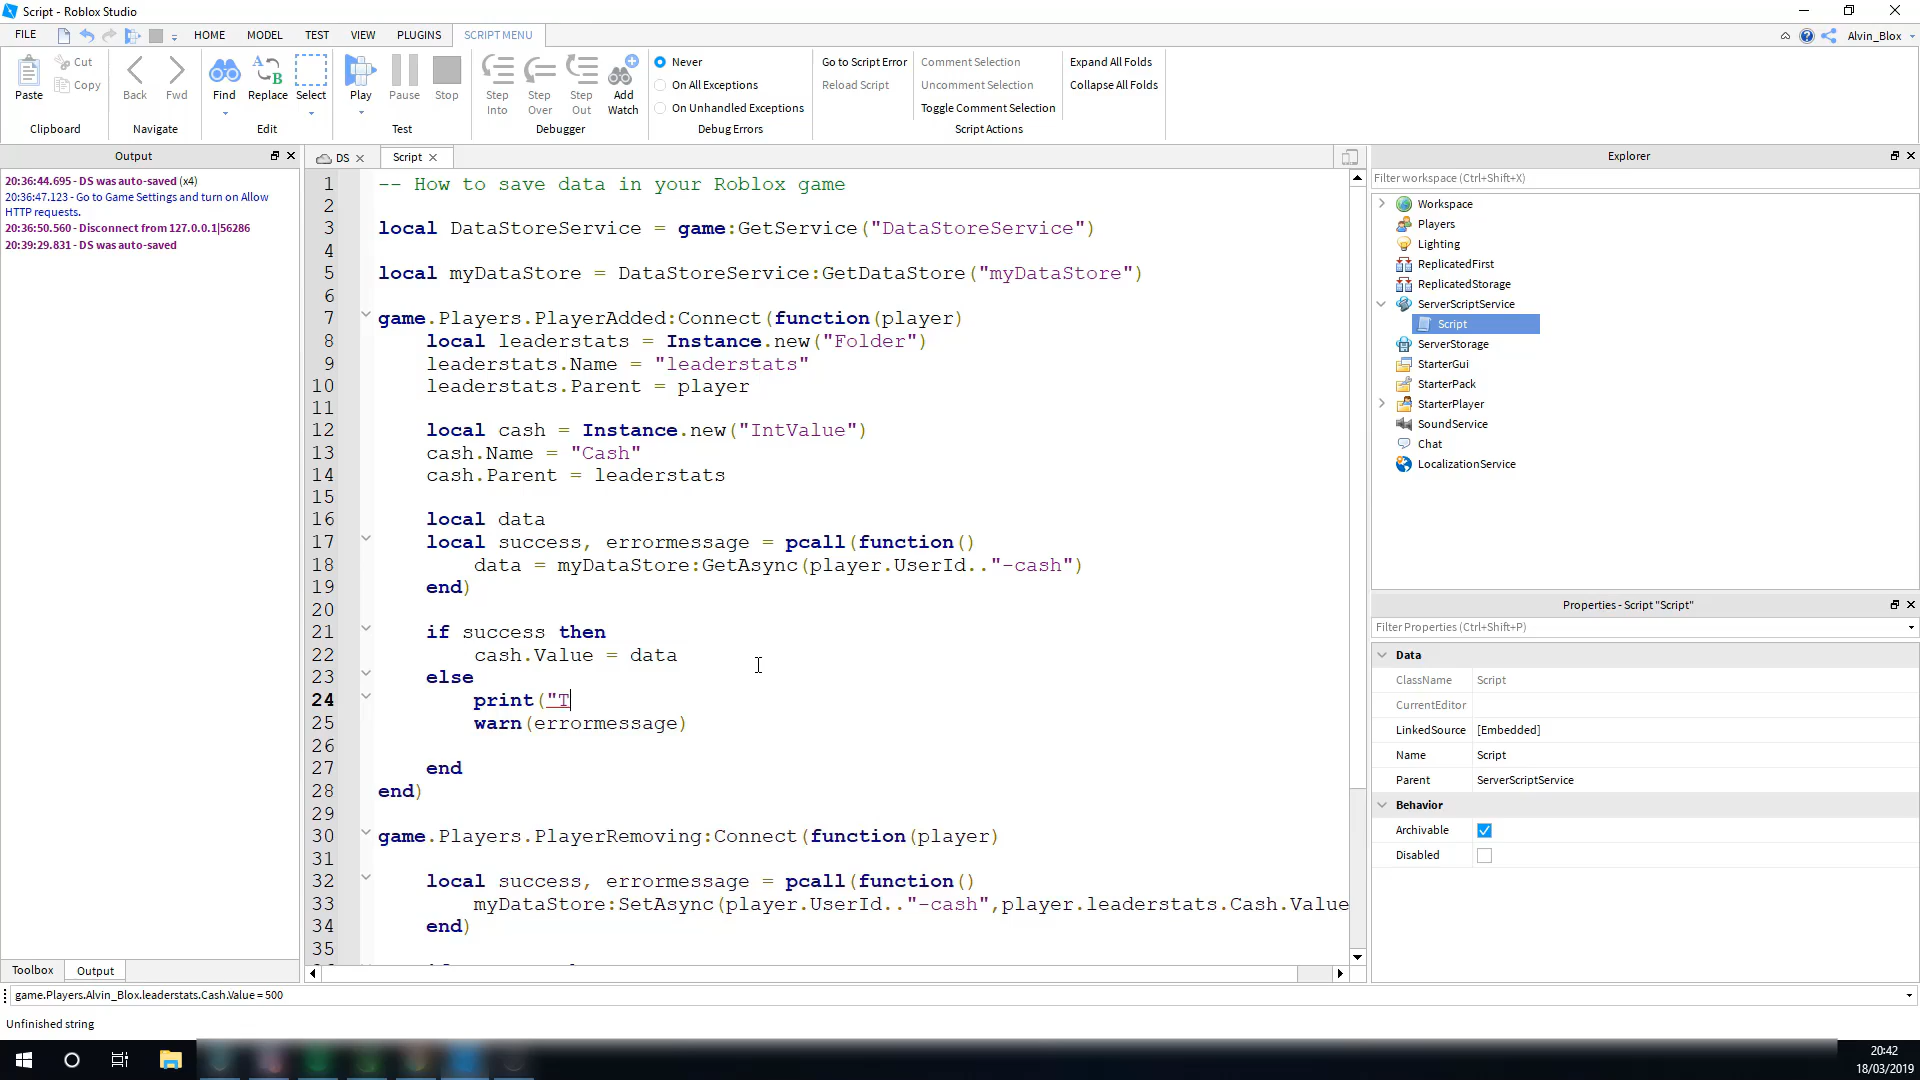 Script - Roblox Studio
FILE HOME MODEL TEST VIEW PLUGINS SCRIPT MENU Alvin_Blox
Paste Cut Copy Clipboard
Back Fwd Navigate
Find Replace Select Edit
Play Pause Stop Test
Step Into Step Over Step Out Add Watch Debugger
Never
On All Exceptions
On Unhandled Exceptions
Debug Errors
Go to Script Error
Reload Script
Comment Selection
Uncomment Selection
Toggle Comment Selection
Expand All Folds
Collapse All Folds
Script Actions
Output
20:36:44.695 - DS was auto-saved (x4)
20:36:47.123 - Go to Game Settings and turn on Allow
HTTP requests.
20:36:50.560 - Disconnect from 127.0.0.1|56286
20:39:29.831 - DS was auto-saved
Toolbox Output
DS Script
1 -- How to save data in your Roblox game
2
3 local DataStoreService = game:GetService("DataStoreService")
4
5 local myDataStore = DataStoreService:GetDataStore("myDataStore")
6
7 game.Players.PlayerAdded:Connect(function(player)
8 local leaderstats = Instance.new("Folder")
9 leaderstats.Name = "leaderstats"
10 leaderstats.Parent = player
11
12 local cash = Instance.new("IntValue")
13 cash.Name = "Cash"
14 cash.Parent = leaderstats
15
16 local data
17 local success, errormessage = pcall(function()
18 data = myDataStore:GetAsync(player.UserId.."-cash")
19 end)
20
21 if success then
22 cash.Value = data
23 else
24 print("T
25 warn(errormessage)
26
27 end
28 end)
29
30 game.Players.PlayerRemoving:Connect(function(player)
31
32 local success, errormessage = pcall(function()
33 myDataStore:SetAsync(player.UserId.."-cash",player.leaderstats.Cash.Value
34 end)
35
Explorer
Filter workspace (Ctrl+Shift+X)
Workspace
Players
Lighting
ReplicatedFirst
ReplicatedStorage
ServerScriptService
Script
ServerStorage
StarterGui
StarterPack
StarterPlayer
SoundService
Chat
LocalizationService
Properties - Script "Script"
Filter Properties (Ctrl+Shift+P)
Data
ClassName Script
CurrentEditor
LinkedSource [Embedded]
Name Script
Parent ServerScriptService
Behavior
Archivable
Disabled
game.Players.Alvin_Blox.leaderstats.Cash.Value = 500
Unfinished string
20:42
18/03/2019